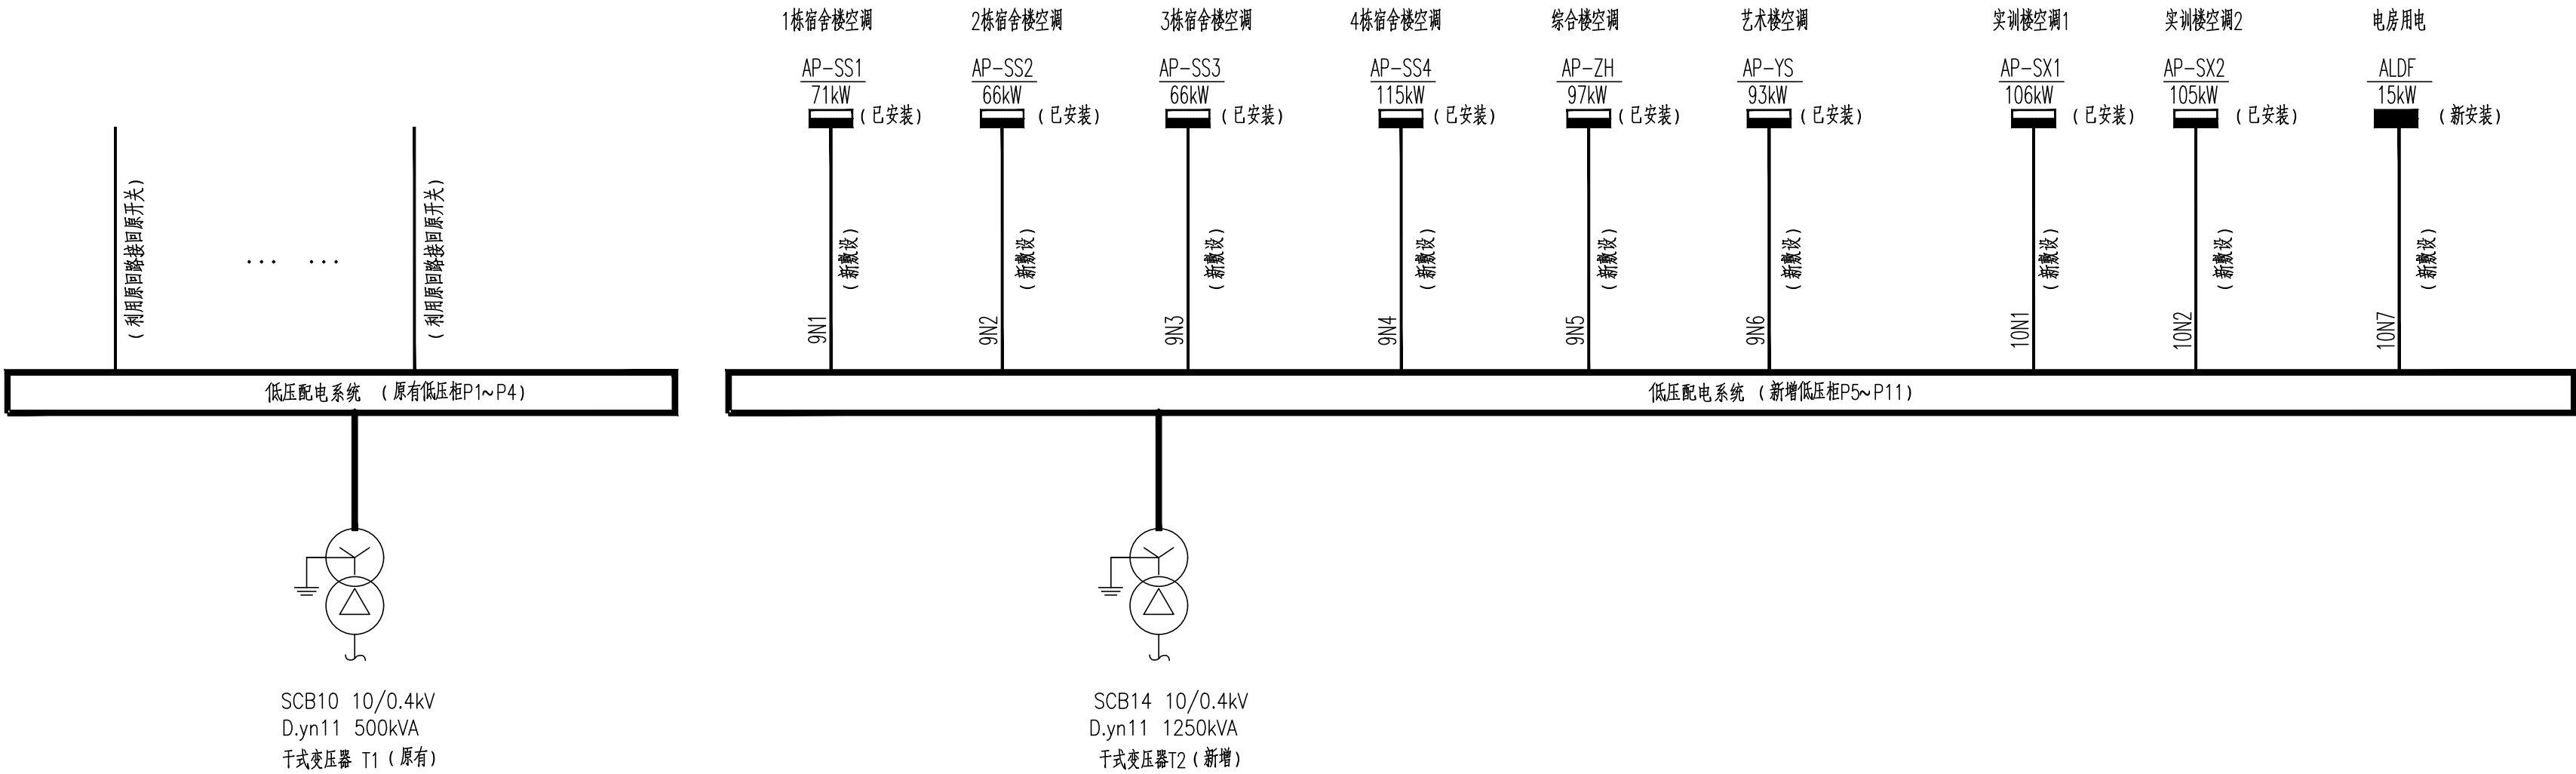 1栋宿舍楼空调
2栋宿舍楼空调
3栋宿舍楼空调
4栋宿舍楼空调
综合楼空调
艺术楼空调
实训楼空调1
实训楼空调2
电房用电
AP-SS1
71kW
(已安装)
AP-SS2
66kW
(已安装)
AP-SS3
66kW
(已安装)
AP-SS4
115kW
(已安装)
AP-ZH
97kW
(已安装)
AP-YS
93kW
(已安装)
AP-SX1
106kW
(已安装)
AP-SX2
105kW
(已安装)
ALDF
15kW
(新安装)
(利用原回路接回原开关)
... ...
(利用原回路接回原开关)
9N1
(新敷设)
9N2
(新敷设)
9N3
(新敷设)
9N4
(新敷设)
9N5
(新敷设)
9N6
(新敷设)
10N1
(新敷设)
10N2
(新敷设)
10N7
(新敷设)
低压配电系统 (原有低压柜P1~P4)
低压配电系统 (新增低压柜P5~P11)
SCB10 10/0.4kV
D.yn11 500kVA
干式变压器 T1 (原有)
SCB14 10/0.4kV
D.yn11 1250kVA
干式变压器T2 (新增)